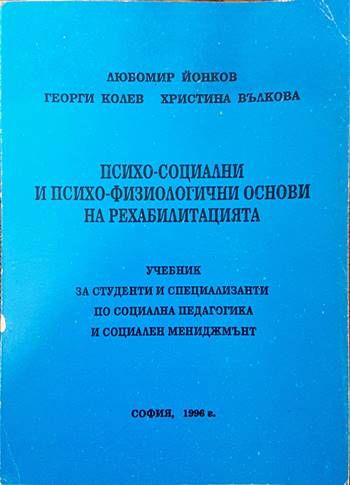 ЛЮБОМИР ЙОНКОВ
ГЕОРГИ КОЛЕВ ХРИСТИНА ВЪЛКОВА
ПСИХО-СОЦИАЛНИ
И ПСИХО-ФИЗИОЛОГИЧНИ ОСНОВИ
НА РЕХАБИЛИТАЦИЯТА
УЧЕБНИК
ЗА СТУДЕНТИ И СПЕЦИАЛИЗАНТИ
ПО СОЦИАЛНА ПЕДАГОГИКА
И СОЦИАЛЕН МЕНИДЖМЪНТ
СОФИЯ, 1996 г.